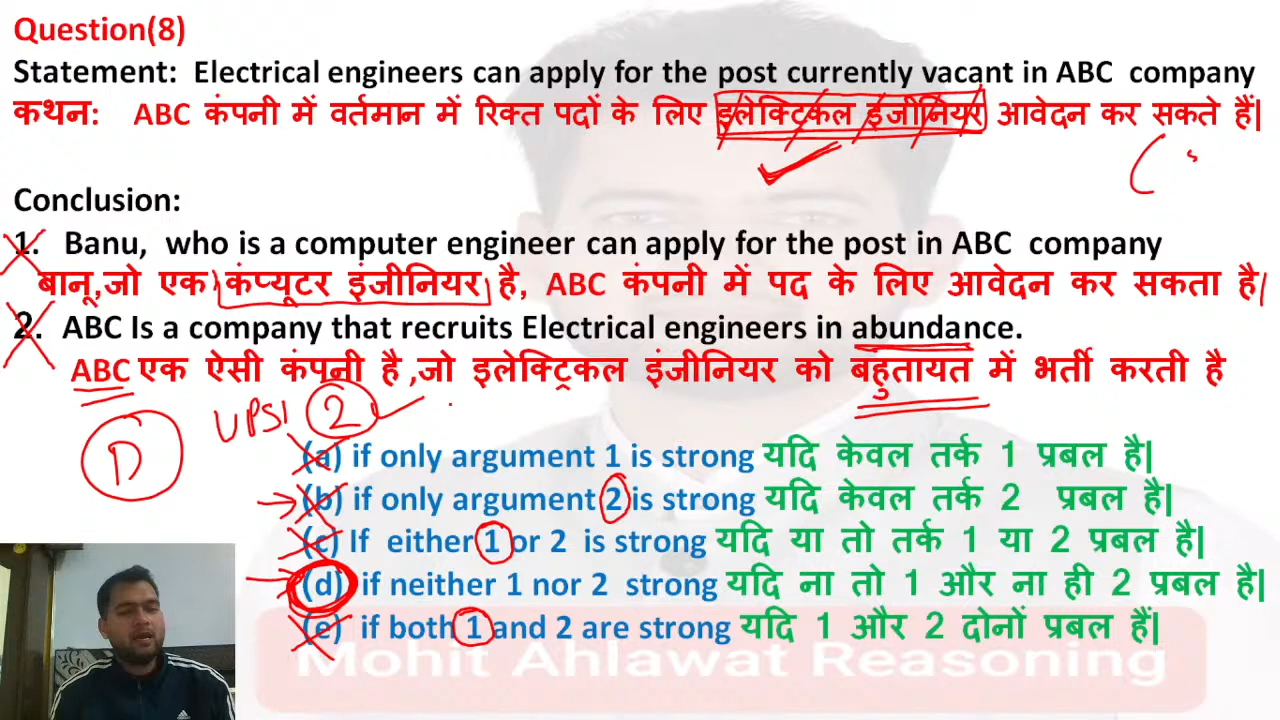 Question(8)
Statement: Electrical engineers can apply for the post currently vacant in ABC company
कथन: ABC कंपनी में वर्तमान में रिक्त पदों के लिए इलेक्टिकल इंजीनियर आवेदन कर सकते हैं|
Conclusion:
1. Banu, who is a computer engineer can apply for the post in ABC company
बानू,जो एक कंप्यूटर इंजीनियर है, ABC कंपनी में पद के लिए आवेदन कर सकता है|
2. ABC Is a company that recruits Electrical engineers in abundance.
ABC एक ऐसी कंपनी है ,जो इलेक्ट्रिकल इंजीनियर को बहुतायत में भर्ती करती है
D UPSI 2
(a) if only argument 1 is strong यदि केवल तर्क 1 प्रबल है|
(b) if only argument 2 is strong यदि केवल तर्क 2 प्रबल है|
(c) If either 1 or 2 is strong यदि या तो तर्क 1 या 2 प्रबल है|
(d) if neither 1 nor 2 strong यदि ना तो 1 और ना ही 2 प्रबल है|
(e) if both 1 and 2 are strong यदि 1 और 2 दोनों प्रबल हैं|
Mohit Ahlawat Reasoning